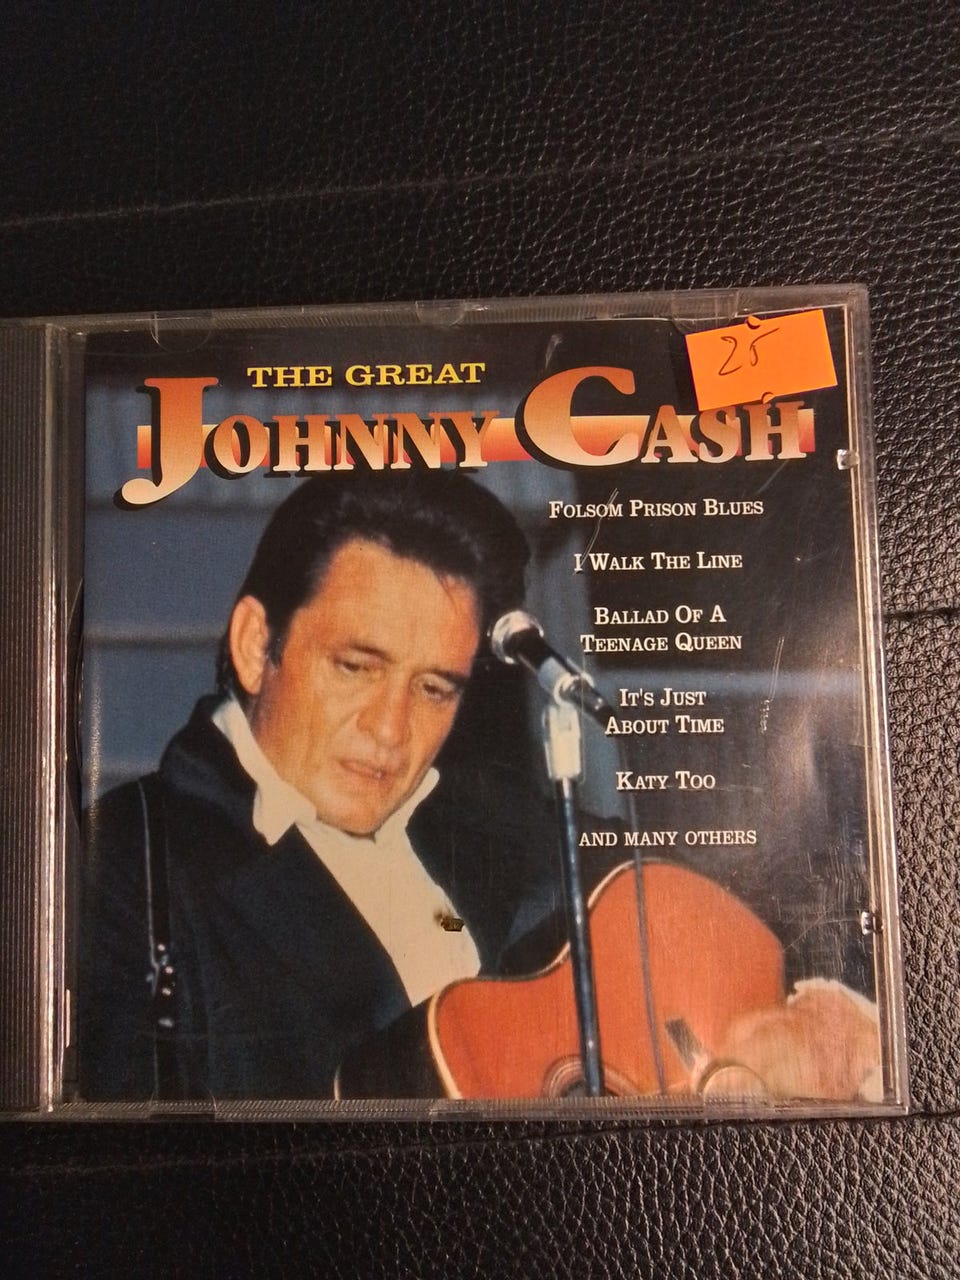 25
THE GREAT
JOHNNY CASH
FOLSOM PRISON BLUES
I WALK THE LINE
BALLAD OF A
TEENAGE QUEEN
IT'S JUST
ABOUT TIME
KATY TOO
AND MANY OTHERS